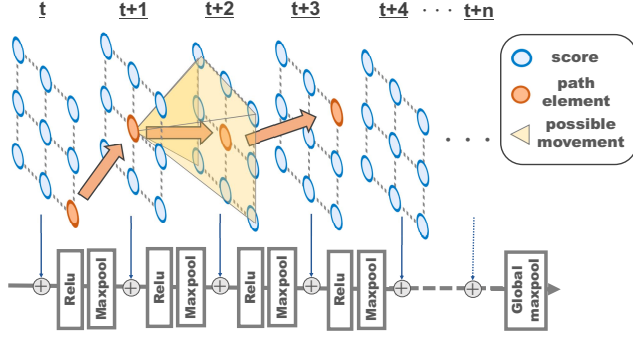 t t+1 t+2 t+3 t+4 · · · t+n
score
path
element
possible
movement
· · ·
Relu Maxpool Relu Maxpool Relu Maxpool Relu Maxpool Global
maxpool